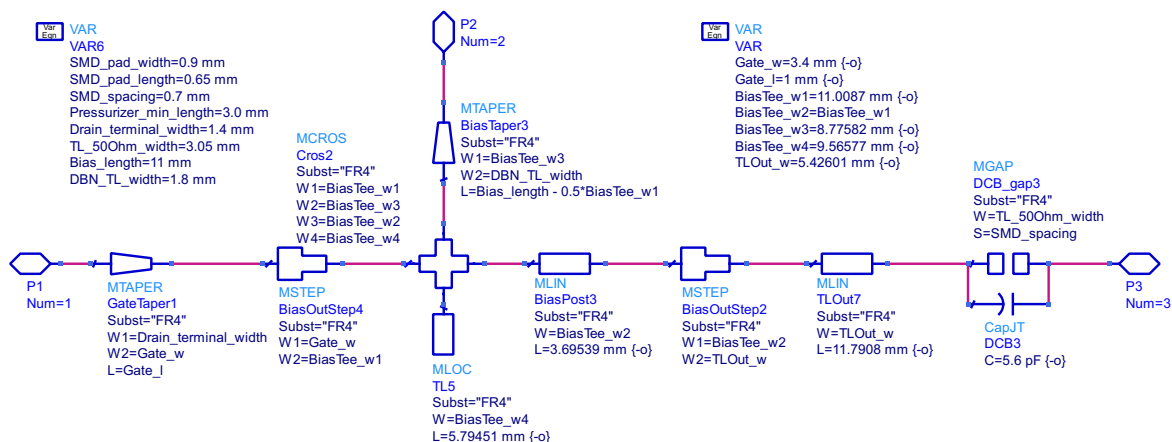 Var
Eqn
VAR
VAR6
SMD_pad_width=0.9 mm
SMD_pad_length=0.65 mm
SMD_spacing=0.7 mm
Pressurizer_min_length=3.0 mm
Drain_terminal_width=1.4 mm
TL_50Ohm_width=3.05 mm
Bias_length=11 mm
DBN_TL_width=1.8 mm
P2
Num=2
Var
Eqn
VAR
VAR
Gate_w=3.4 mm {-o}
Gate_l=1 mm {-o}
BiasTee_w1=11.0087 mm {-o}
BiasTee_w2=BiasTee_w1
BiasTee_w3=8.77582 mm {-o}
BiasTee_w4=9.56577 mm {-o}
TLOut_w=5.42601 mm {-o}
MTAPER
BiasTaper3
Subst="FR4"
W1=BiasTee_w3
W2=DBN_TL_width
L=Bias_length - 0.5*BiasTee_w1
MCROS
Cros2
Subst="FR4"
W1=BiasTee_w1
W2=BiasTee_w3
W3=BiasTee_w2
W4=BiasTee_w4
MGAP
DCB_gap3
Subst="FR4"
W=TL_50Ohm_width
S=SMD_spacing
P1
Num=1
MTAPER
GateTaper1
Subst="FR4"
W1=Drain_terminal_width
W2=Gate_w
L=Gate_l
MSTEP
BiasOutStep4
Subst="FR4"
W1=Gate_w
W2=BiasTee_w1
MLOC
TL5
Subst="FR4"
W=BiasTee_w4
L=5.79451 mm {-o}
MLIN
BiasPost3
Subst="FR4"
W=BiasTee_w2
L=3.69539 mm {-o}
MSTEP
BiasOutStep2
Subst="FR4"
W1=BiasTee_w2
W2=TLOut_w
MLIN
TLOut7
Subst="FR4"
W=TLOut_w
L=11.7908 mm {-o}
CapJT
DCB3
C=5.6 pF {-o}
P3
Num=3